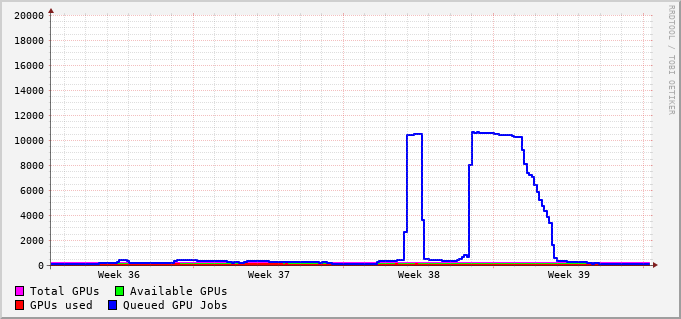 20000
18000
16000
14000
12000
10000
8000
6000
4000
2000
0
Week 36 Week 37 Week 38 Week 39
Total GPUs Available GPUs
GPUs used Queued GPU Jobs
RRDTOOL / TOBI OETIKER